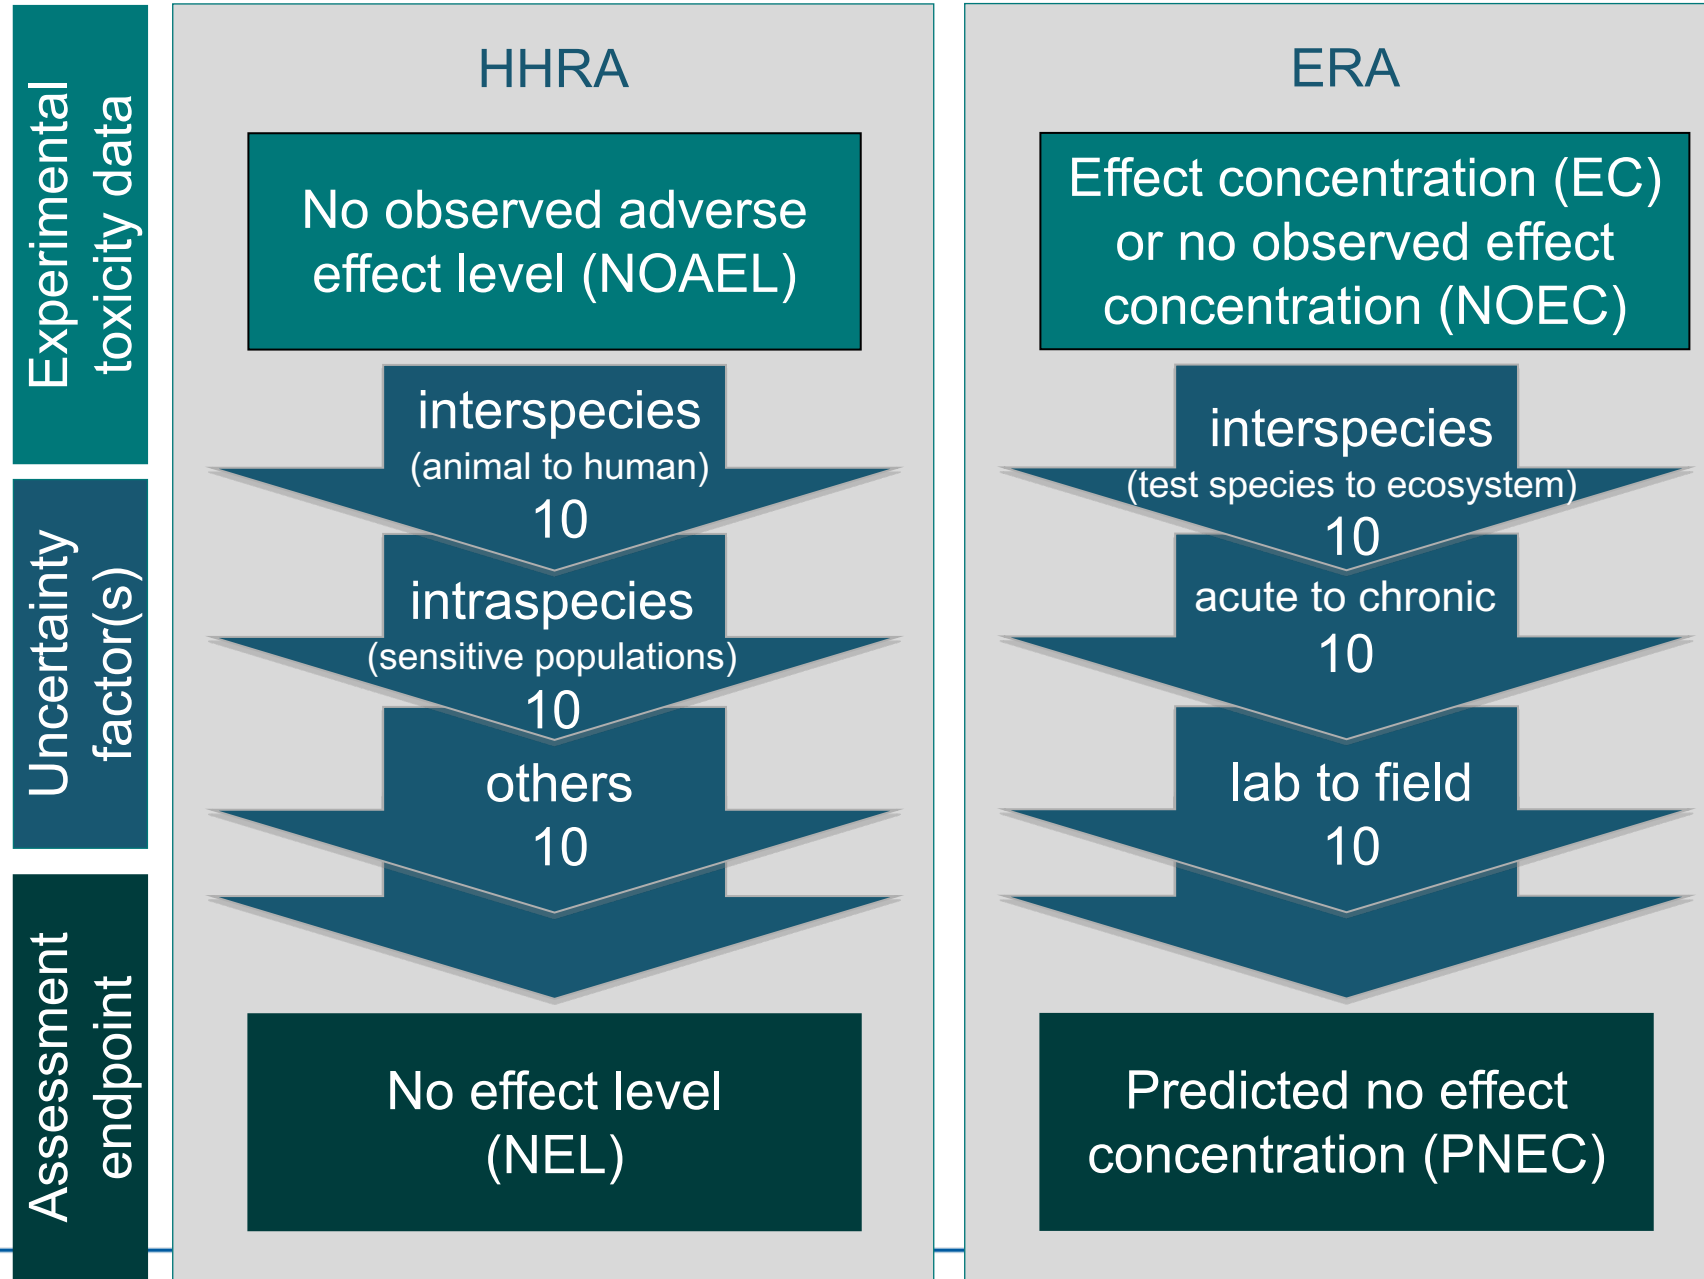 Experimental
toxicity data
Uncertainty
factor(s)
Assessment
endpoint
HHRA
No observed adverse
effect level (NOAEL)
interspecies
(animal to human)
10
intraspecies
(sensitive populations)
10
others
10
No effect level
(NEL)
ERA
Effect concentration (EC)
or no observed effect
concentration (NOEC)
interspecies
(test species to ecosystem)
10
acute to chronic
10
lab to field
10
Predicted no effect
concentration (PNEC)